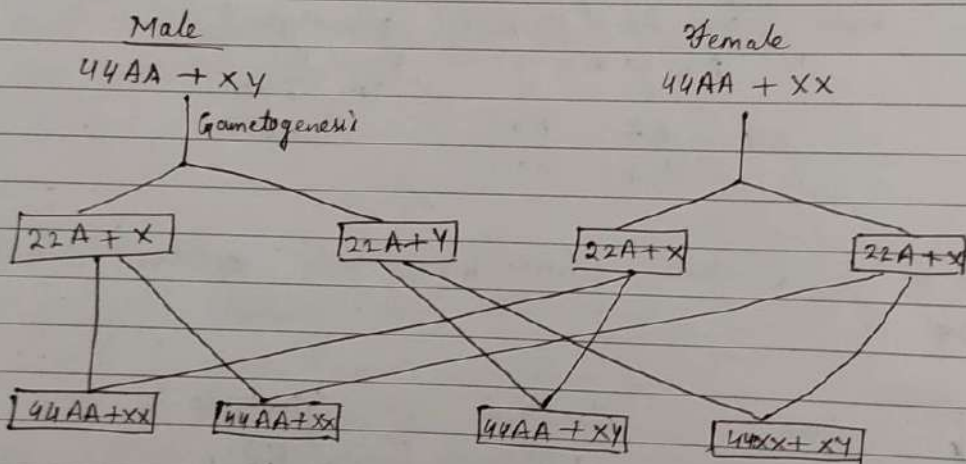 Male Female
44AA + XY 44AA + XX
Gametogenesis
22A + X 22A + Y 22A + X 22A + X
44AA + XX 44AA + XX 44AA + XY 44XX + XY